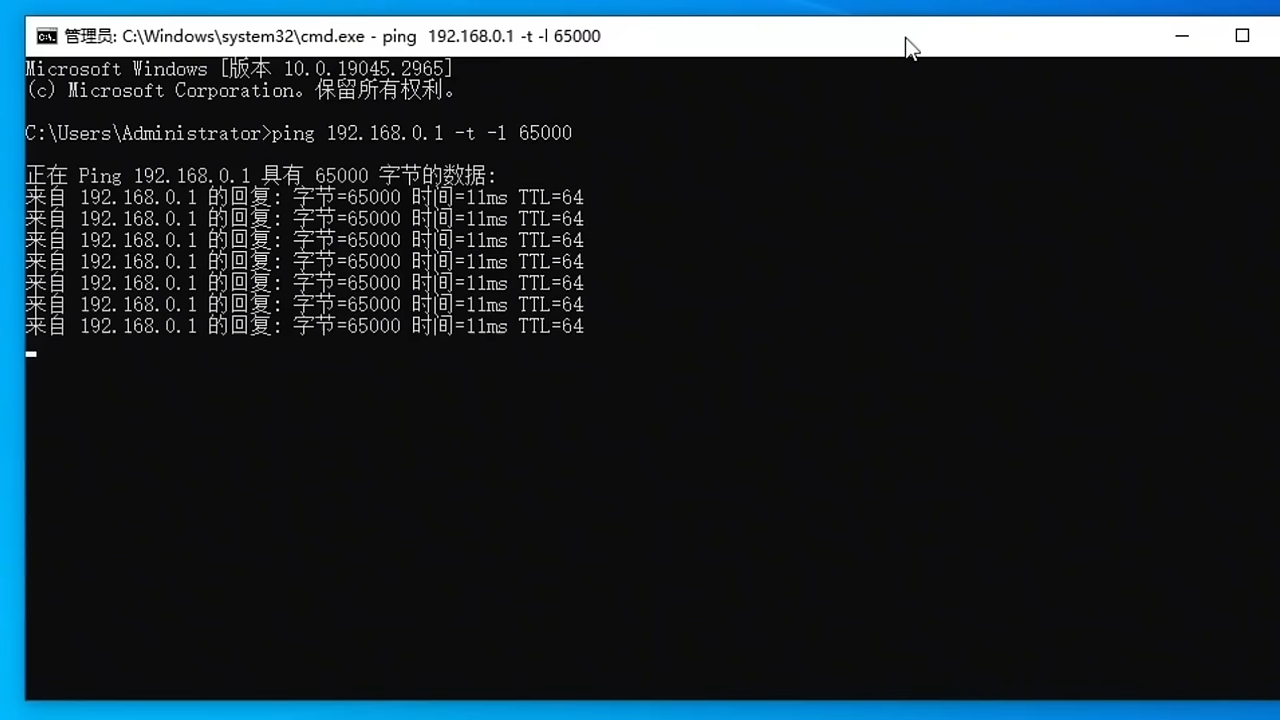 管理员: C:\Windows\system32\cmd.exe - ping  192.168.0.1 -t -l 65000
Microsoft Windows [版本 10.0.19045.2965]
(c) Microsoft Corporation。保留所有权利。
C:\Users\Administrator>ping 192.168.0.1 -t -l 65000
正在 Ping 192.168.0.1 具有 65000 字节的数据:
来自 192.168.0.1 的回复: 字节=65000 时间=11ms TTL=64
来自 192.168.0.1 的回复: 字节=65000 时间=11ms TTL=64
来自 192.168.0.1 的回复: 字节=65000 时间=11ms TTL=64
来自 192.168.0.1 的回复: 字节=65000 时间=11ms TTL=64
来自 192.168.0.1 的回复: 字节=65000 时间=11ms TTL=64
来自 192.168.0.1 的回复: 字节=65000 时间=11ms TTL=64
来自 192.168.0.1 的回复: 字节=65000 时间=11ms TTL=64